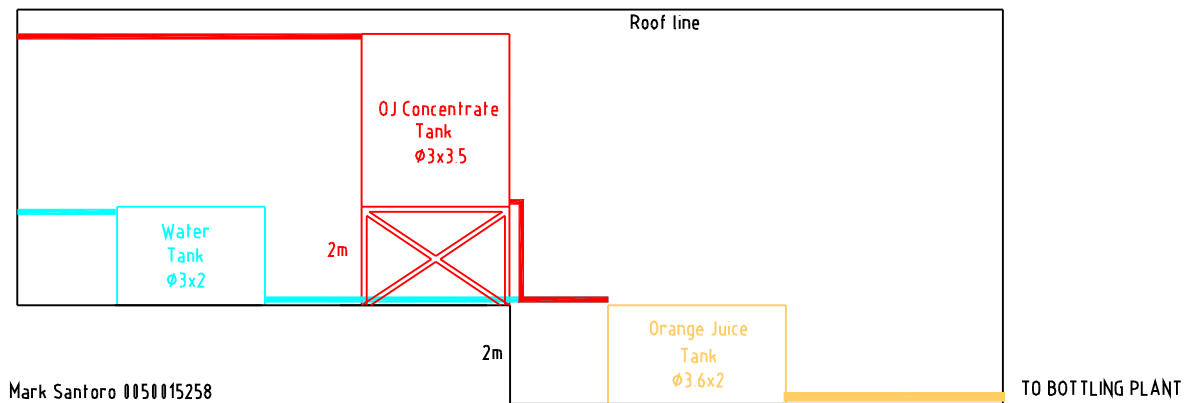 Roof line
OJ Concentrate
Tank
Ø3x3.5
Water
Tank
Ø3x2
2m
Orange Juice
Tank
Ø3.6x2
2m
Mark Santoro 0050015258
TO BOTTLING PLANT